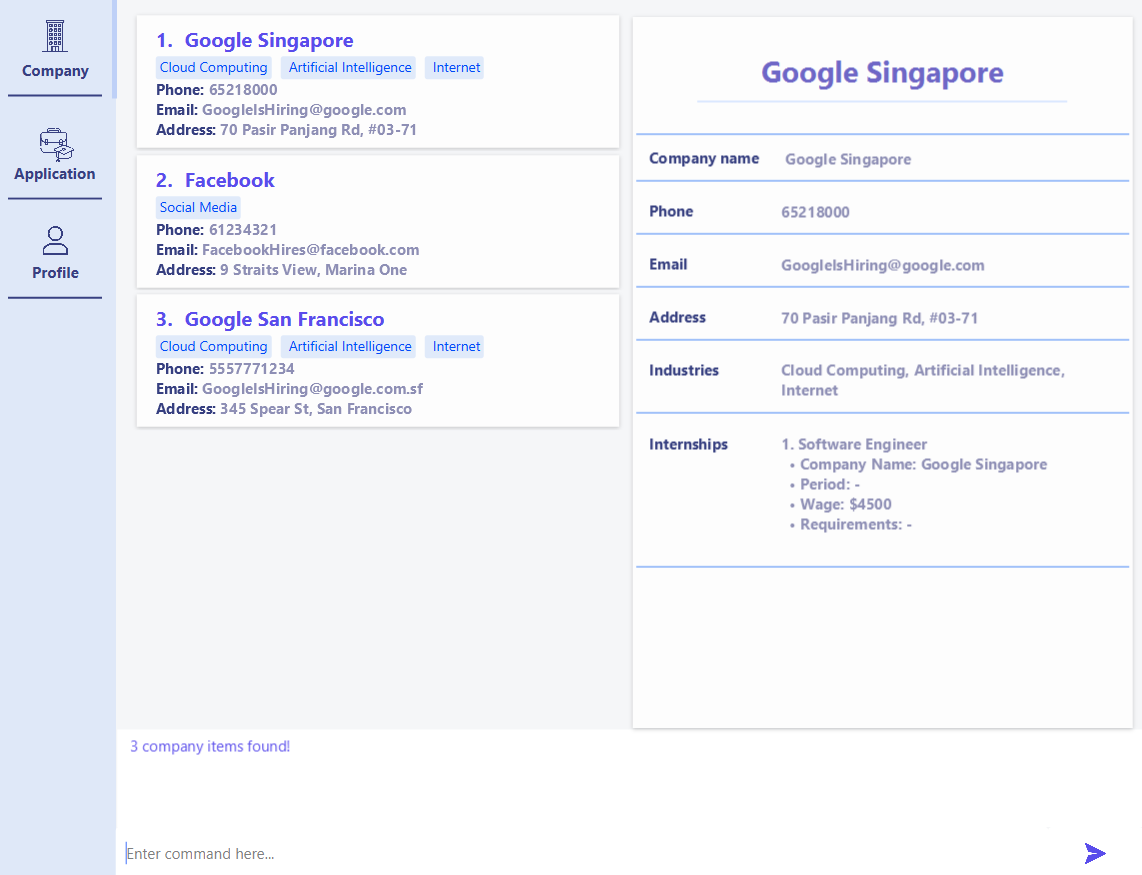 Company
Application
Profile
1. Google Singapore
Cloud Computing Artificial Intelligence Internet
Phone: 65218000
Email: GoogleIsHiring@google.com
Address: 70 Pasir Panjang Rd, #03-71
2. Facebook
Social Media
Phone: 61234321
Email: FacebookHires@facebook.com
Address: 9 Straits View, Marina One
3. Google San Francisco
Cloud Computing Artificial Intelligence Internet
Phone: 5557771234
Email: GoogleIsHiring@google.com.sf
Address: 345 Spear St, San Francisco
Google Singapore
Company name Google Singapore
Phone 65218000
Email GoogleIsHiring@google.com
Address 70 Pasir Panjang Rd, #03-71
Industries Cloud Computing, Artificial Intelligence,
Internet
Internships 1. Software Engineer
• Company Name: Google Singapore
• Period: -
• Wage: $4500
• Requirements: -
3 company items found!
Enter command here...